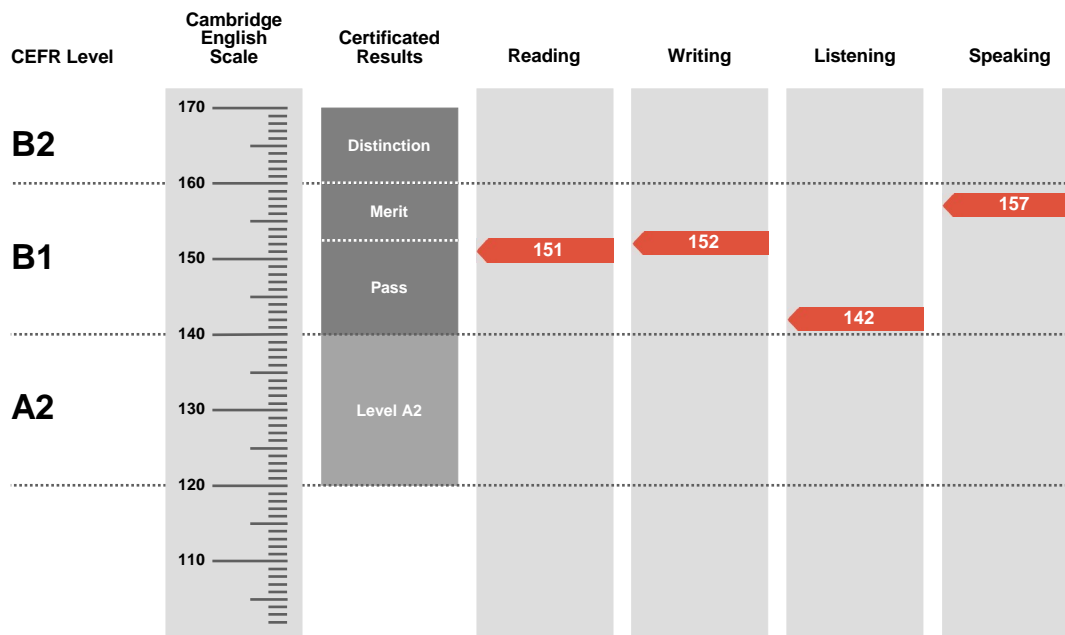 CEFR Level
Cambridge
English
Scale
Certificated
Results
Reading
Writing
Listening
Speaking
170
B2
Distinction
160
Merit
157
B1
150
151
152
Pass
142
140
A2
130
Level A2
120
110